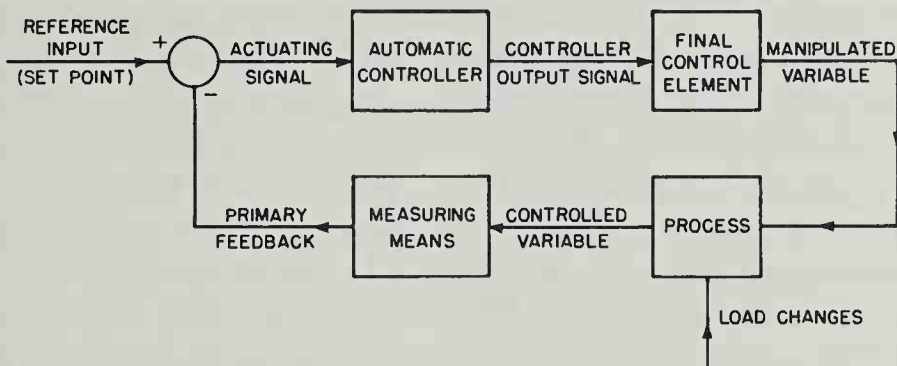 REFERENCE
INPUT
(SET POINT)
+
-
ACTUATING
SIGNAL
AUTOMATIC
CONTROLLER
CONTROLLER
OUTPUT SIGNAL
FINAL
CONTROL
ELEMENT
MANIPULATED
VARIABLE
PRIMARY
FEEDBACK
MEASURING
MEANS
CONTROLLED
VARIABLE
PROCESS
LOAD CHANGES